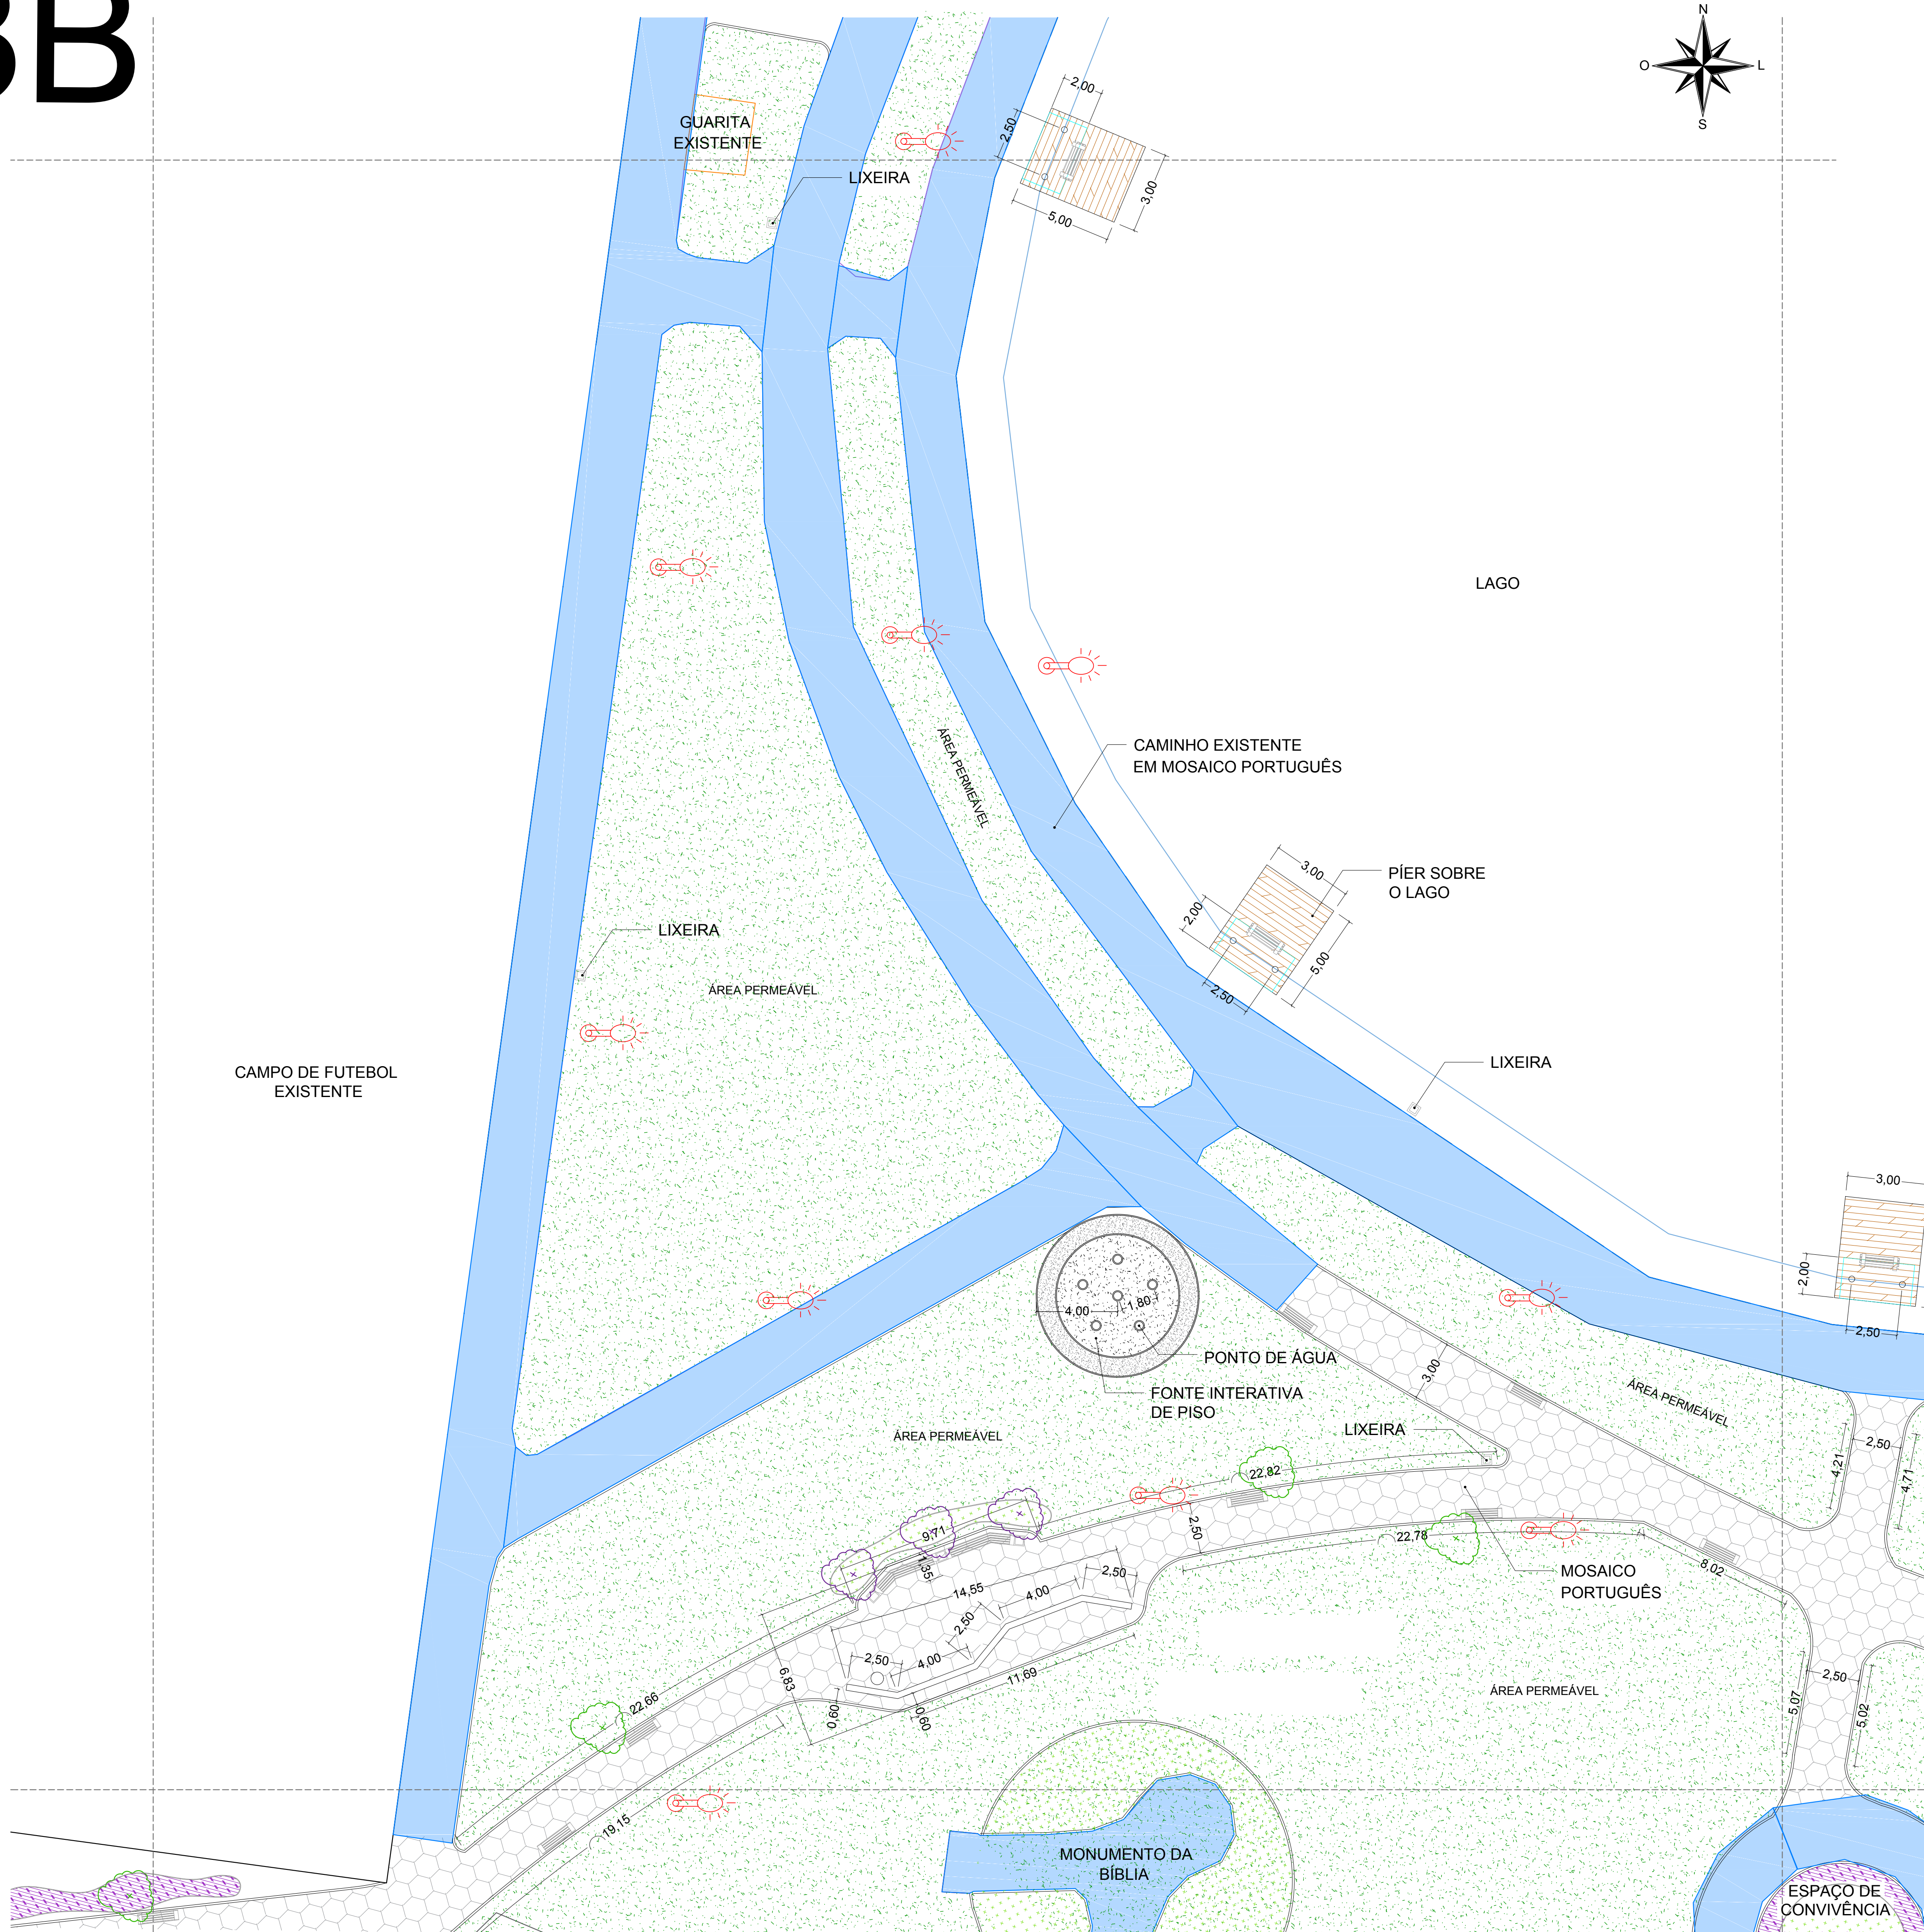 BB
N
O
L
S
2,00
2,50
5,00
3,00
GUARITA
EXISTENTE
LIXEIRA
LAGO
CAMINHO EXISTENTE
EM MOSAICO PORTUGUÊS
ÁREA PERMEÁVEL
3,00
PÍER SOBRE
O LAGO
2,00
5,00
2,50
LIXEIRA
ÁREA PERMEÁVEL
CAMPO DE FUTEBOL
EXISTENTE
LIXEIRA
3,00
2,00
2,50
4,00
1,80
PONTO DE ÁGUA
FONTE INTERATIVA
DE PISO
3,00
ÁREA PERMEÁVEL
LIXEIRA
ÁREA PERMEÁVEL
2,50
4,21
4,71
22,82
9,71
2,50
22,78
1,35
14,55
4,00
2,50
8,02
MOSAICO
PORTUGUÊS
2,50
2,50
4,00
11,69
6,83
0,60
0,60
22,66
ÁREA PERMEÁVEL
2,50
5,07
5,02
19,15
MONUMENTO DA
BÍBLIA
ESPAÇO DE
CONVIVÊNCIA